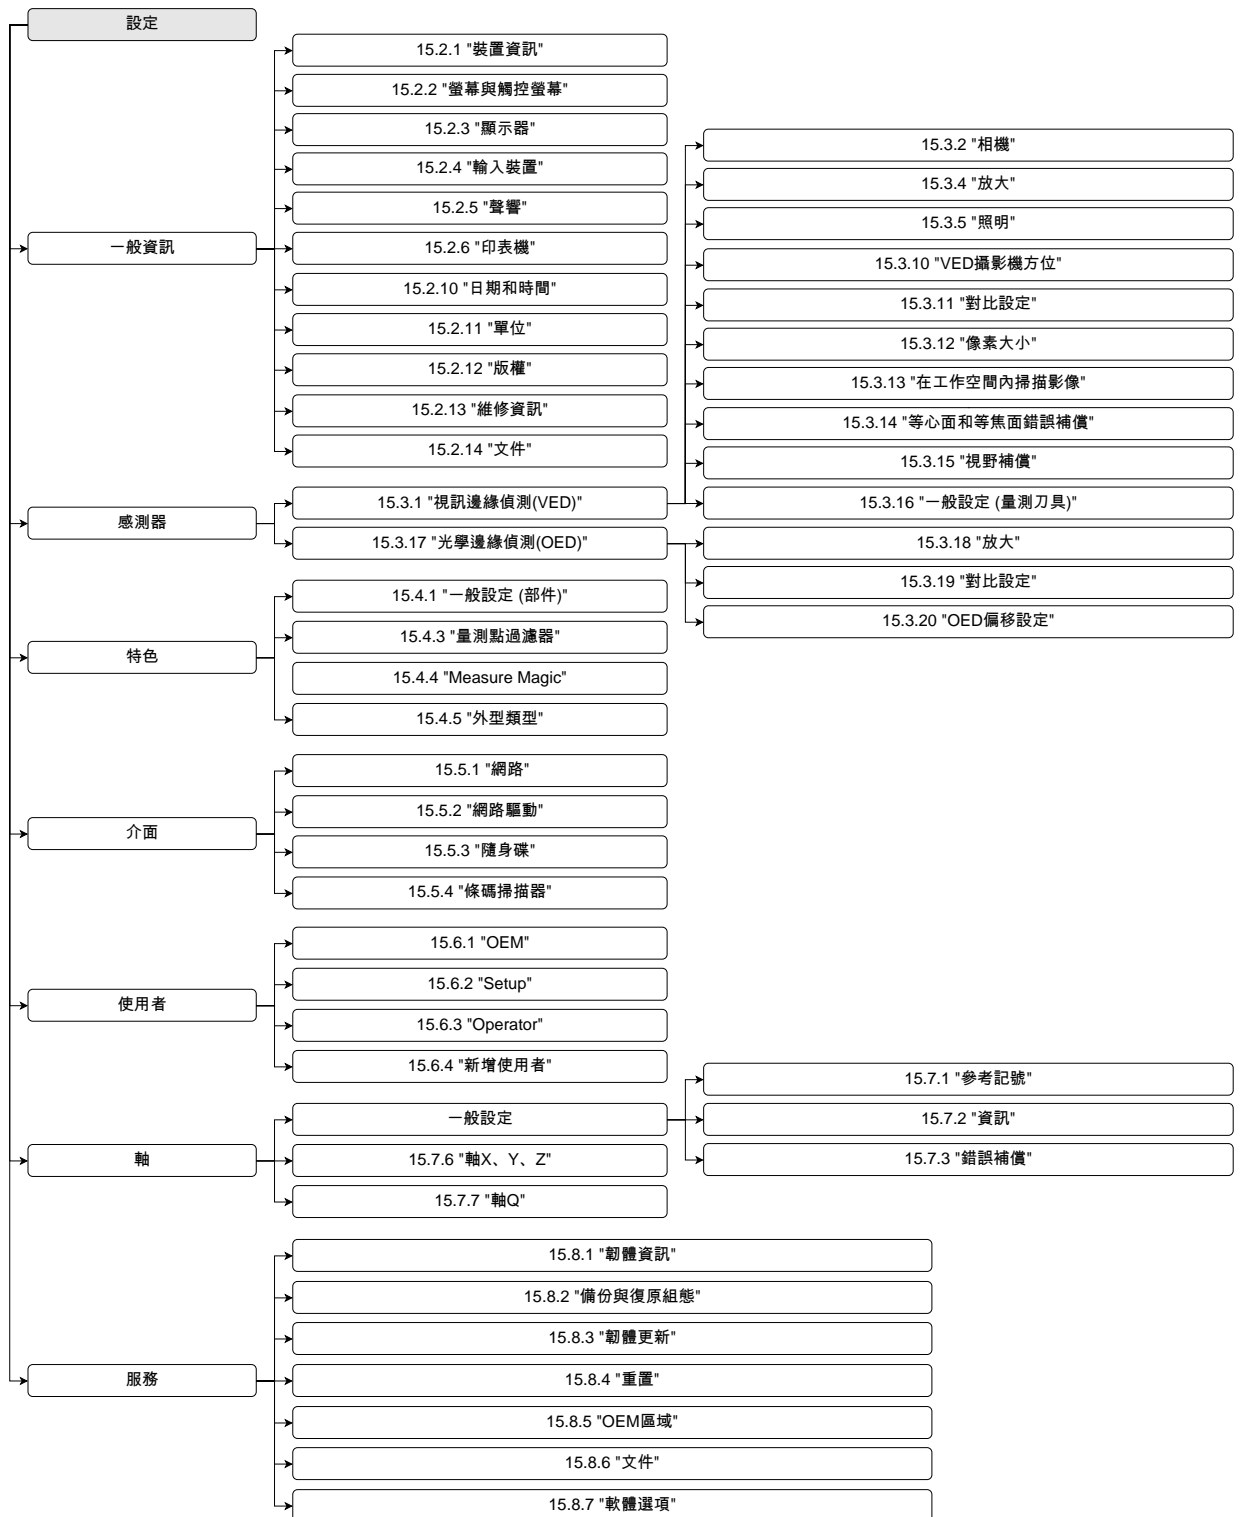 設定
一般資訊
15.2.1 "裝置資訊"
15.2.2 "螢幕與觸控螢幕"
15.2.3 "顯示器"
15.2.4 "輸入裝置"
15.2.5 "聲響"
15.2.6 "印表機"
15.2.10 "日期和時間"
15.2.11 "單位"
15.2.12 "版權"
15.2.13 "維修資訊"
15.2.14 "文件"
感測器
15.3.1 "視訊邊緣偵測(VED)"
15.3.2 "相機"
15.3.4 "放大"
15.3.5 "照明"
15.3.10 "VED攝影機方位"
15.3.11 "對比設定"
15.3.12 "像素大小"
15.3.13 "在工作空間內掃描影像"
15.3.14 "等心面和等焦面錯誤補償"
15.3.15 "視野補償"
15.3.16 "一般設定 (量測刀具)"
15.3.17 "光學邊緣偵測(OED)"
15.3.18 "放大"
15.3.19 "對比設定"
15.3.20 "OED偏移設定"
特色
15.4.1 "一般設定 (部件)"
15.4.3 "量測點過濾器"
15.4.4 "Measure Magic"
15.4.5 "外型類型"
介面
15.5.1 "網路"
15.5.2 "網路驅動"
15.5.3 "隨身碟"
15.5.4 "條碼掃描器"
使用者
15.6.1 "OEM"
15.6.2 "Setup"
15.6.3 "Operator"
15.6.4 "新增使用者"
軸
一般設定
15.7.1 "參考記號"
15.7.2 "資訊"
15.7.3 "錯誤補償"
15.7.6 "軸X、Y、Z"
15.7.7 "軸Q"
服務
15.8.1 "韌體資訊"
15.8.2 "備份與復原組態"
15.8.3 "韌體更新"
15.8.4 "重置"
15.8.5 "OEM區域"
15.8.6 "文件"
15.8.7 "軟體選項"